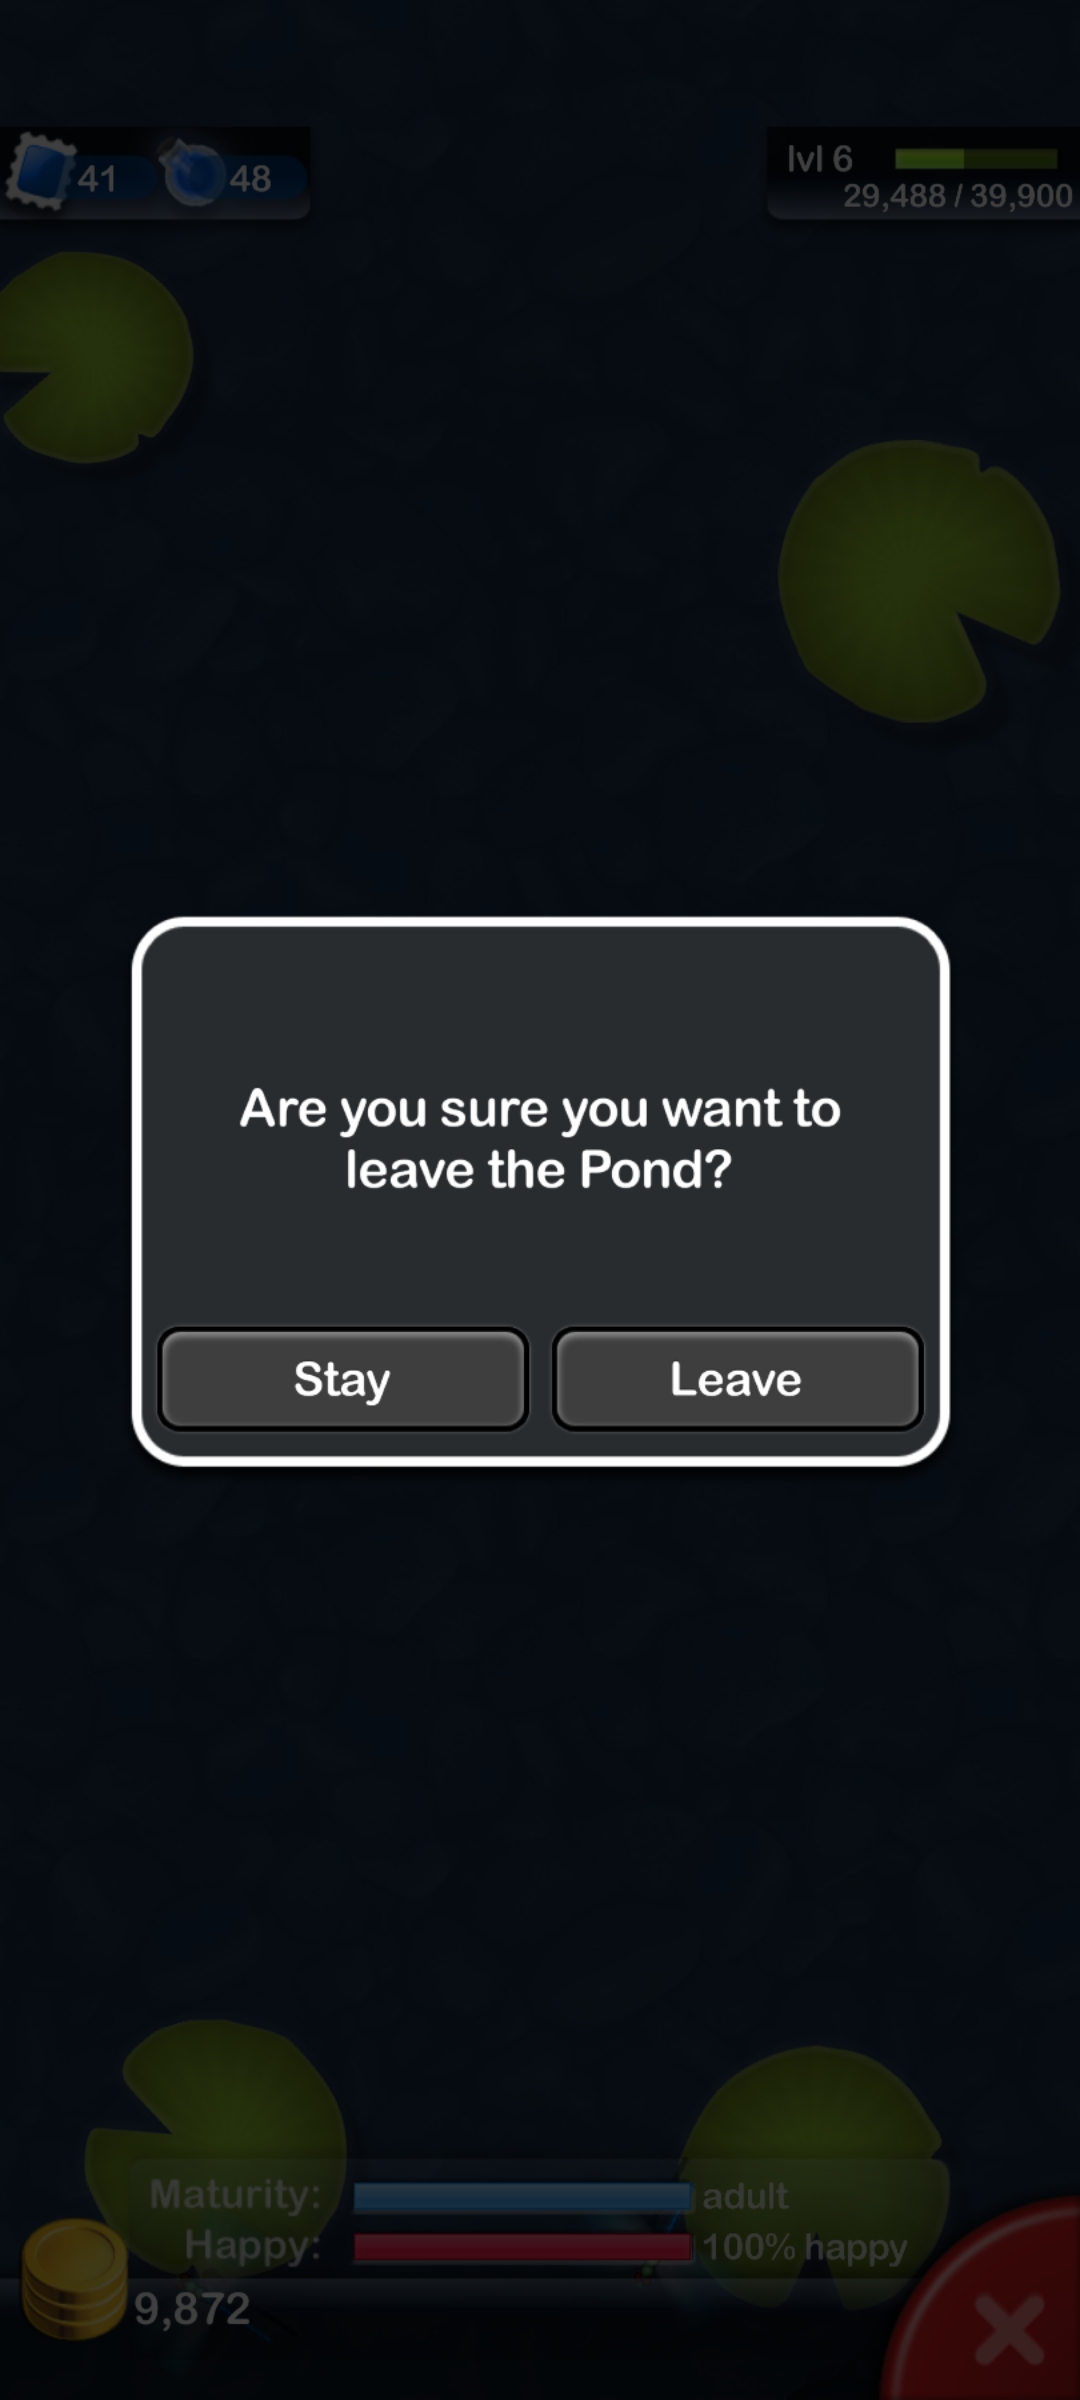 41
48
lvl 6
29,488 / 39,900
Are you sure you want to
leave the Pond?
Stay
Leave
Maturity:
adult
Happy:
100% happy
9,872